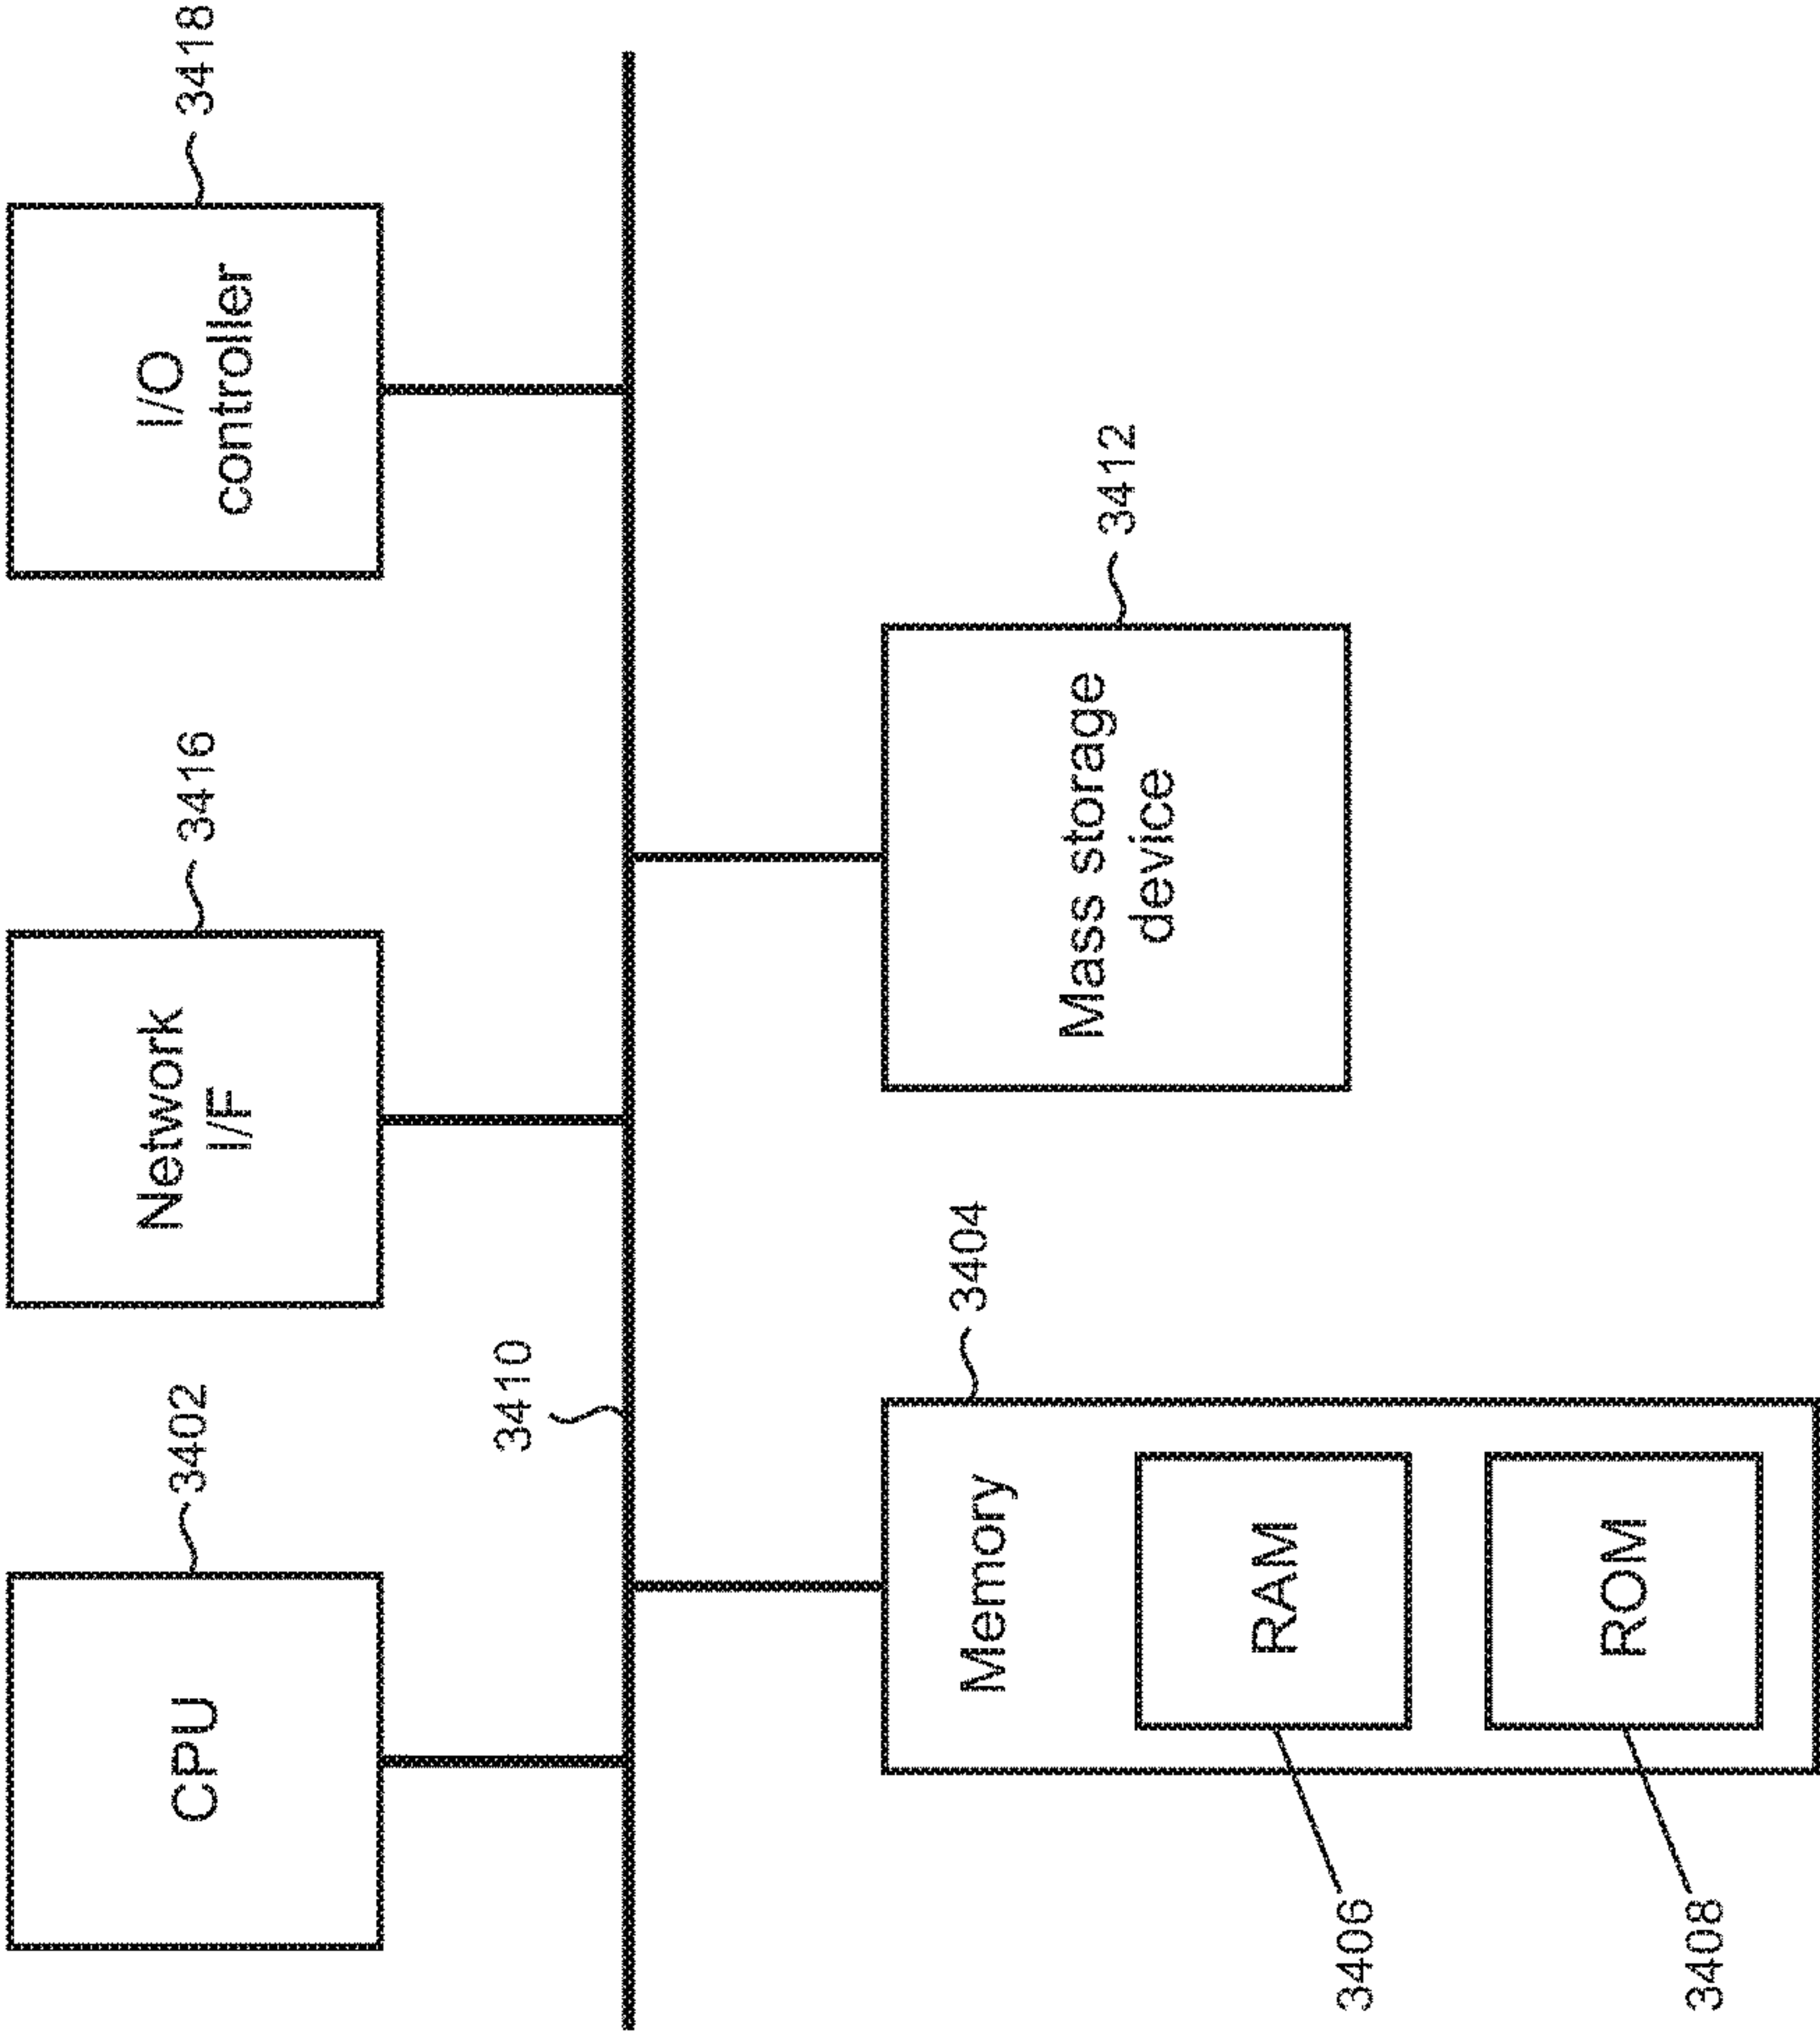 CPU
3402
Network
I/F
3416
I/O
controller
3418
3410
Memory
3404
RAM
3406
ROM
3408
Mass storage
device
3412